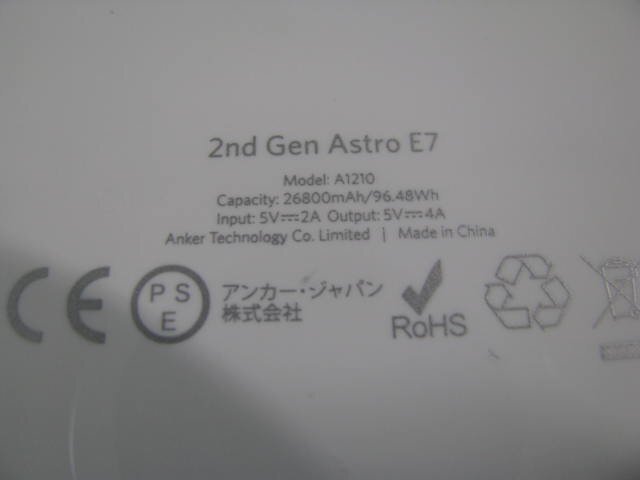 2nd Gen Astro E7
Model: A1210
Capacity: 26800mAh/96.48Wh
Input: 5V⎓2A Output: 5V⎓4A
Anker Technology Co. Limited | Made in China
CE
PSE
アンカー・ジャパン
株式会社
RoHS